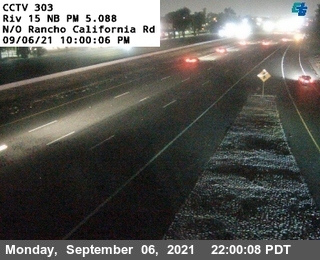 CCTV 303
Riv 15 NB PM 5.088
N/O Rancho California Rd
09/06/21 10:00:06 PM
Monday, September 06, 2021 22:00:08 PDT